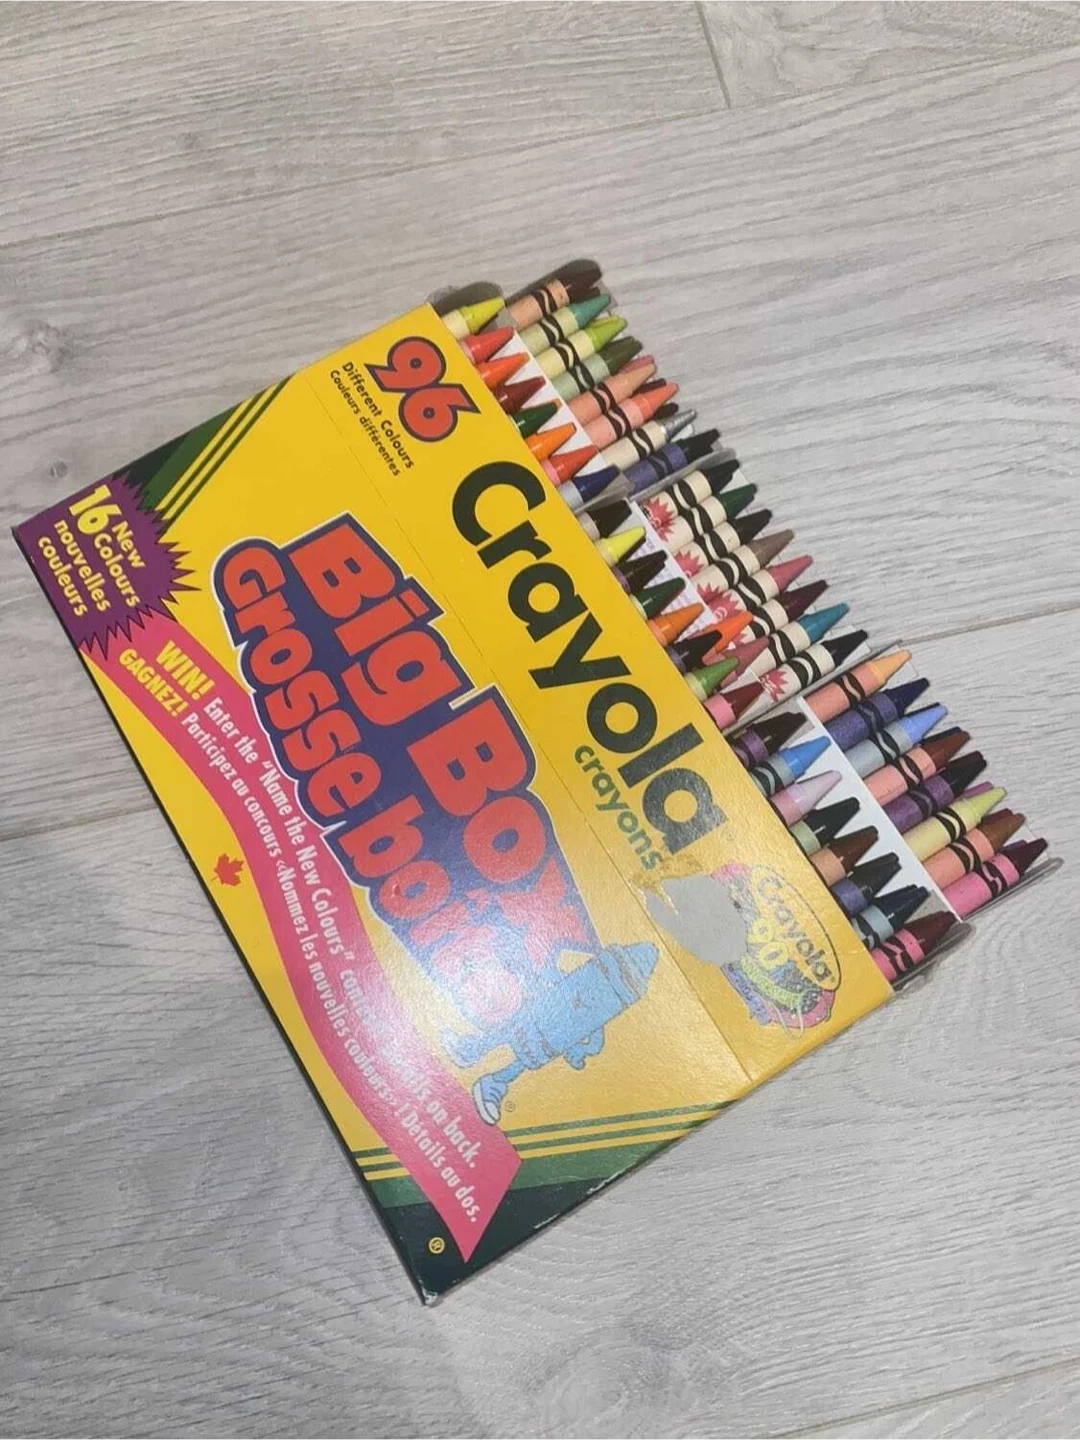 96
Different Colours
Couleurs différentes
Crayola
crayons
16 New
Colours
nouvelles
couleurs
Big Box
Grosse boîte
WIN! Enter the "Name the New Colours" contest. Details on back.
GAGNEZ! Participez au concours «Nommez les nouvelles couleurs». Détails au dos.
Crayola
90
®